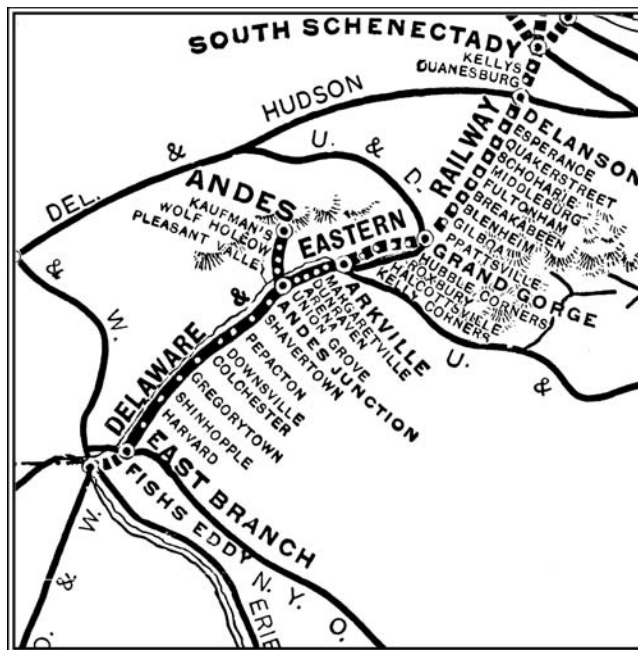 SOUTH SCHENECTADY
KELLYS
DUANESBURG
HUDSON
&
DEL.
U.
&
D.
RAILWAY
DELANSON
ESPERANCE
QUAKERSTREET
SCHOHARIE
MIDDLEBURG
FULTONHAM
BREAKABEEN
BLENHEIM
GILBOA
PPATTSVILLE
GRAND GORGE
HUBBLE CORNERS
ROXBURY
HALCOTTSVILLE
KELLY CORNERS
ANDES
KAUFMAN'S
WOLF HOLLOW
PLEASANT VALLEY
EASTERN
&
DELAWARE
ARKVILLE
MARGARETVILLE
DUNRAVEN
ARENA
UNION GROVE
ANDES JUNCTION
SHAVERTOWN
PEPACTON
DOWNSVILLE
COLCHESTER
GREGORYTOWN
SHINHOPPLE
HARVARD
EAST BRANCH
FISHS EDDY
U.
&
&
W.
W.
&
O.
N. Y.
O.
ERIE